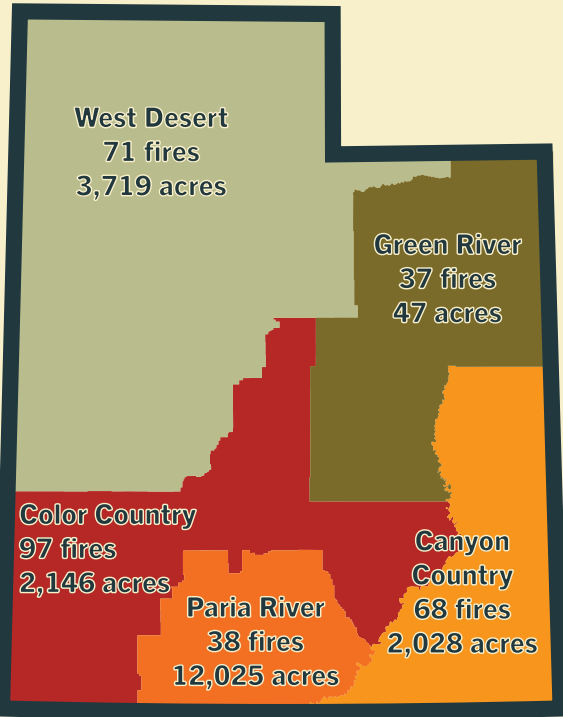 West Desert
71 fires
3,719 acres
Green River
37 fires
47 acres
Color Country
97 fires
2,146 acres
Canyon
Country
68 fires
2,028 acres
Paria River
38 fires
12,025 acres